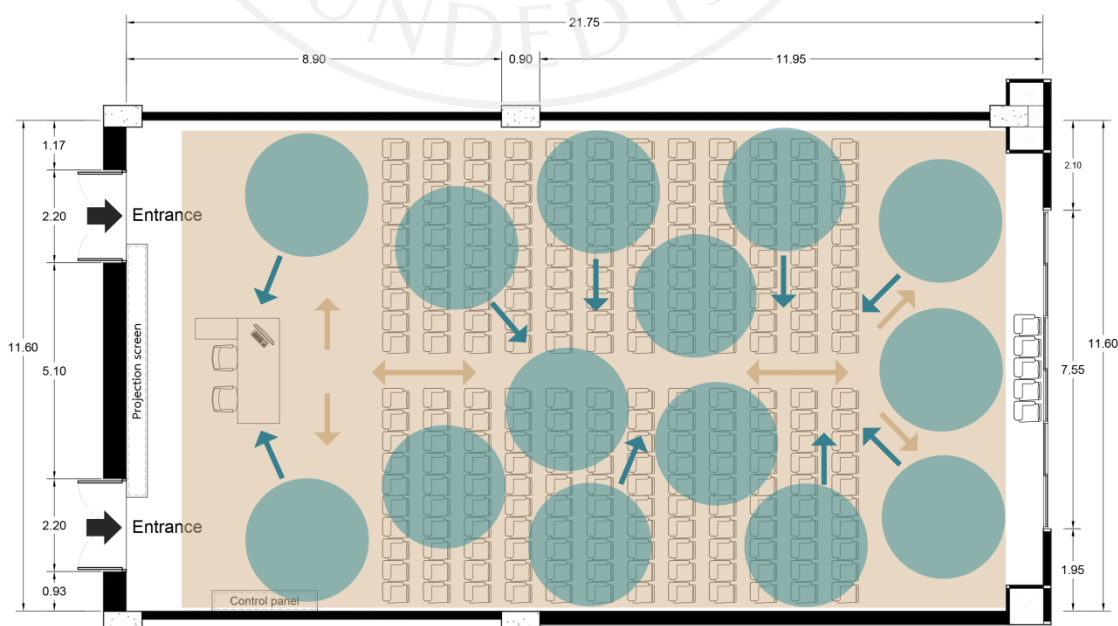 UNDED
21.75
8.90
0.90
11.95
1.17
2.20
5.10
2.20
0.93
11.60
Entrance
Projection screen
Entrance
Control panel
2.10
7.55
1.95
11.60